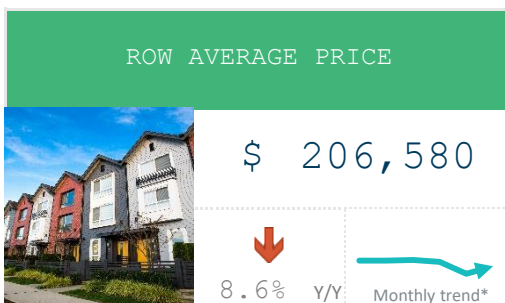 ROW AVERAGE PRICE
$ 206,580
8.6% Y/Y
Monthly trend*